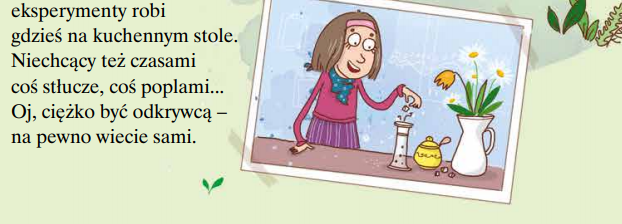 eksperymenty robi
gdzieś na kuchennym stole.
Niechcący też czasami
coś stłucze, coś poplami...
Oj, ciężko być odkrywcą –
na pewno wiecie sami.